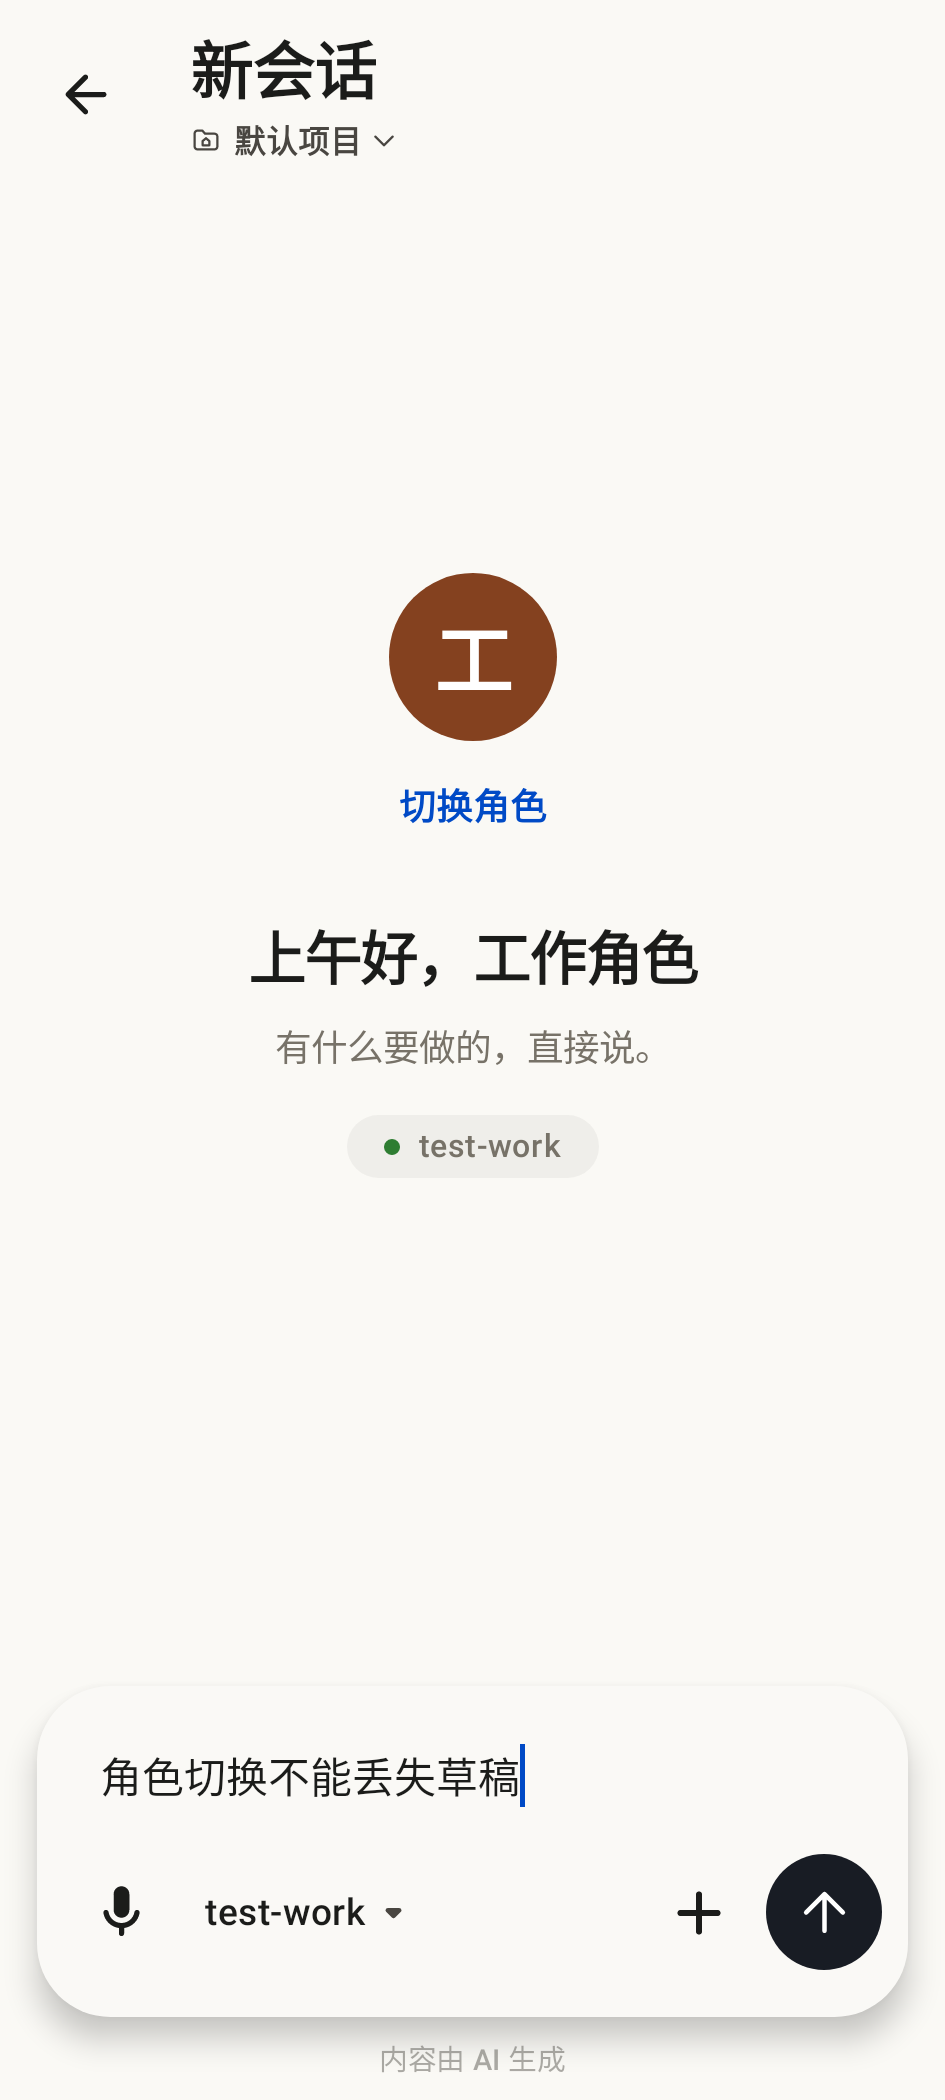 新会话
默认项目
工
切换角色
上午好，工作角色
有什么要做的，直接说。
test-work
角色切换不能丢失草稿
test-work
内容由 AI 生成